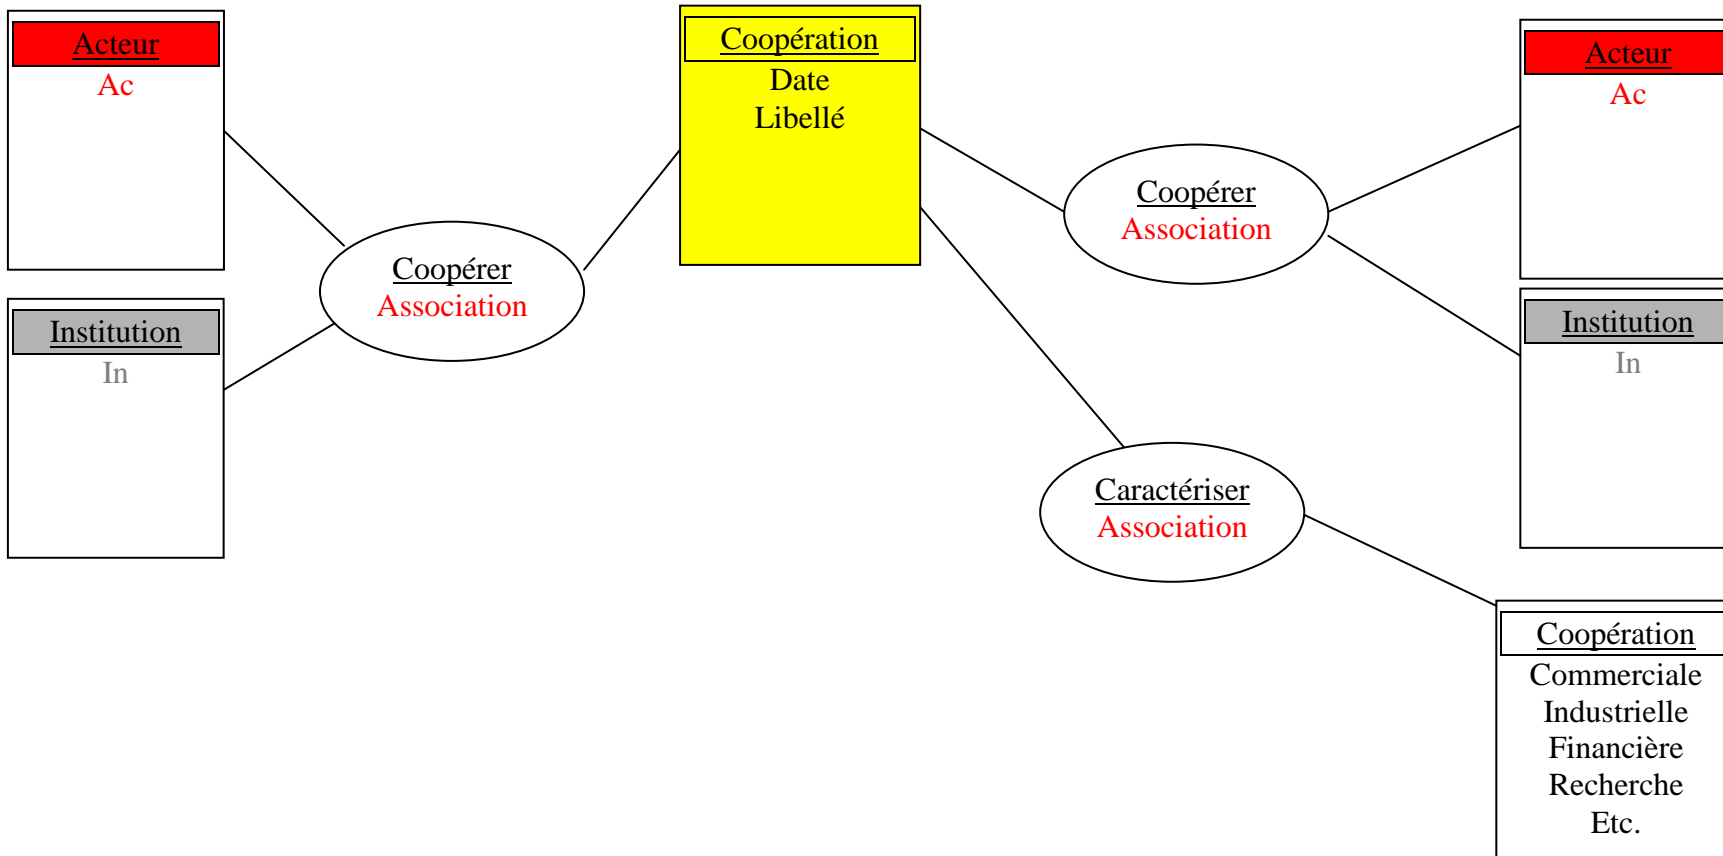 Acteur
Ac
Institution
In
Coopérer
Association
Coopération
Date
Libellé
Coopérer
Association
Caractériser
Association
Acteur
Ac
Institution
In
Coopération
Commerciale
Industrielle
Financière
Recherche
Etc.